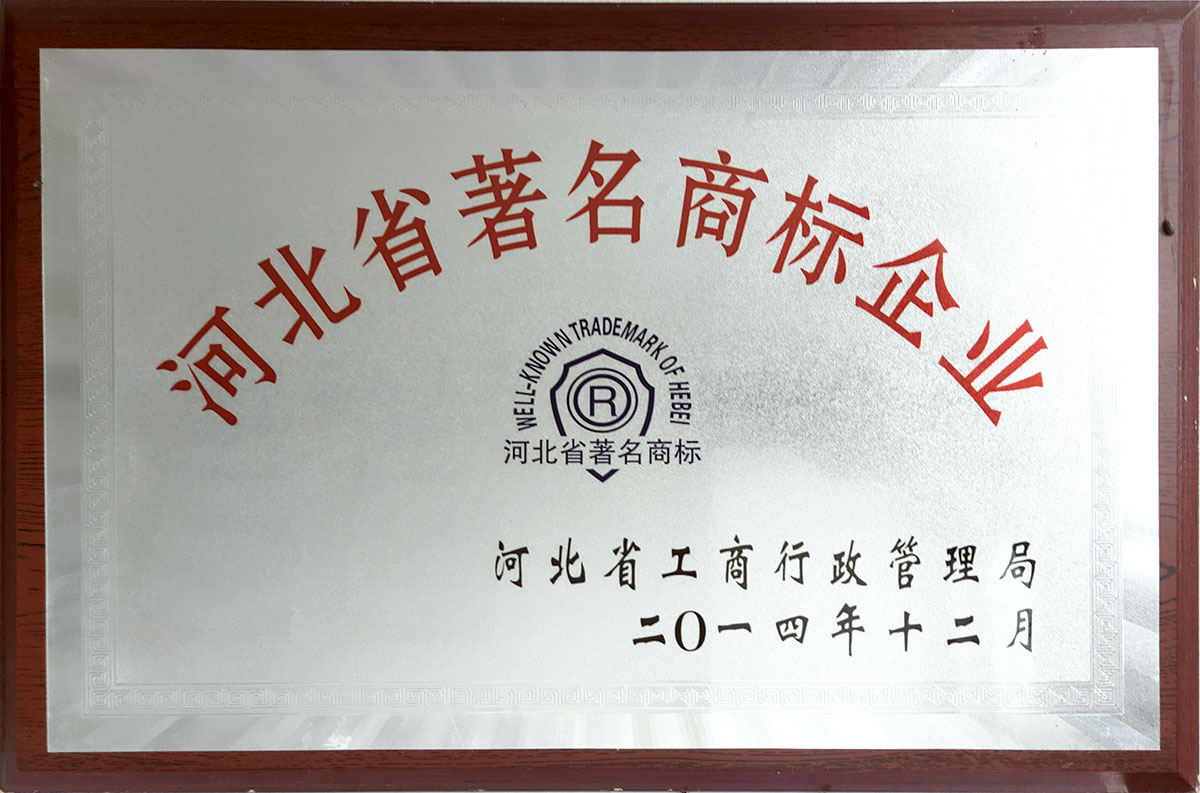 河北省著名商标企业
WELL-KNOWN TRADEMARK OF HEBEI
R
河北省著名商标
河北省工商行政管理局
二O一四年十二月